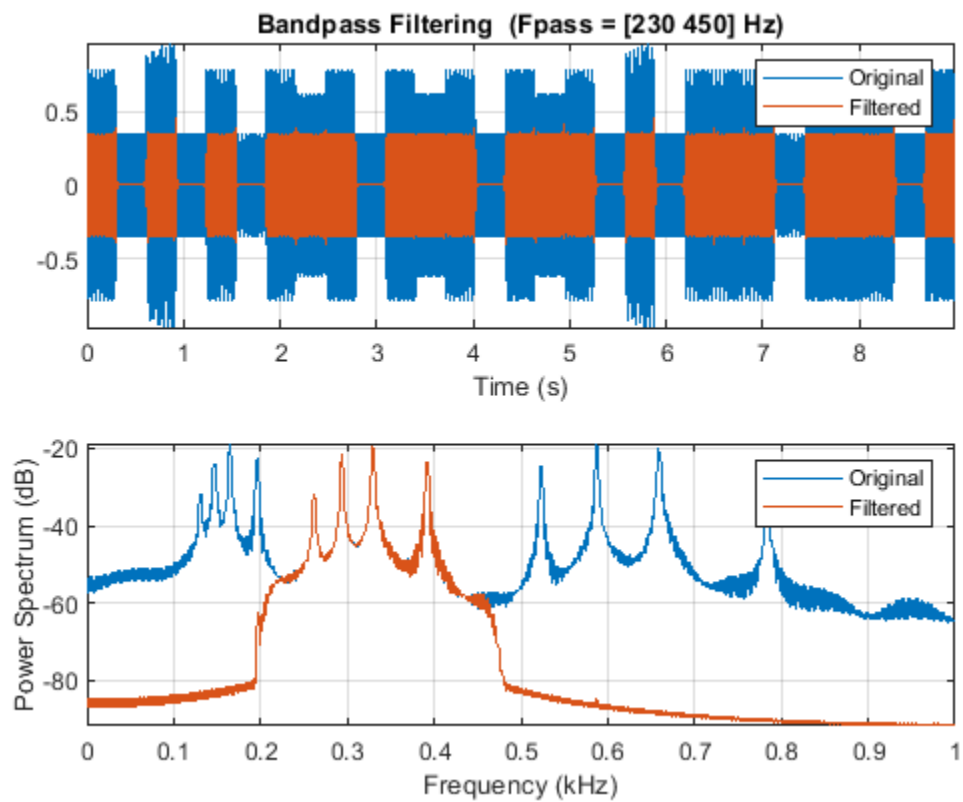 Bandpass Filtering (Fpass = [230 450] Hz)
Original
Filtered
0.5
0
-0.5
0 1 2 3 4 5 6 7 8
Time (s)
Power Spectrum (dB)
-20
-40
-60
-80
Original
Filtered
0 0.1 0.2 0.3 0.4 0.5 0.6 0.7 0.8 0.9 1
Frequency (kHz)